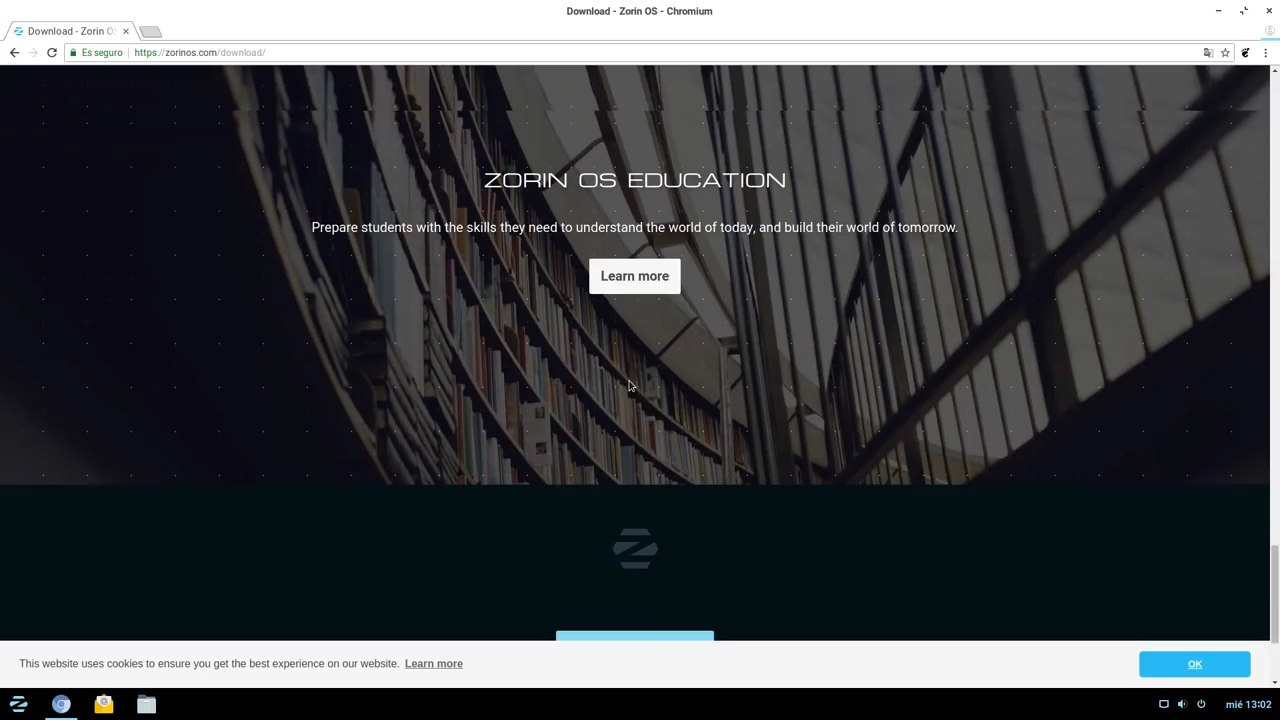 Download - Zorin OS - Chromium
Download - Zorin O
Es seguro
https://zorinos.com/download/
ZORIN OS EDUCATION
Prepare students with the skills they need to understand the world of today, and build their world of tomorrow.
Learn more
This website uses cookies to ensure you get the best experience on our website. Learn more
OK
mié 13:02